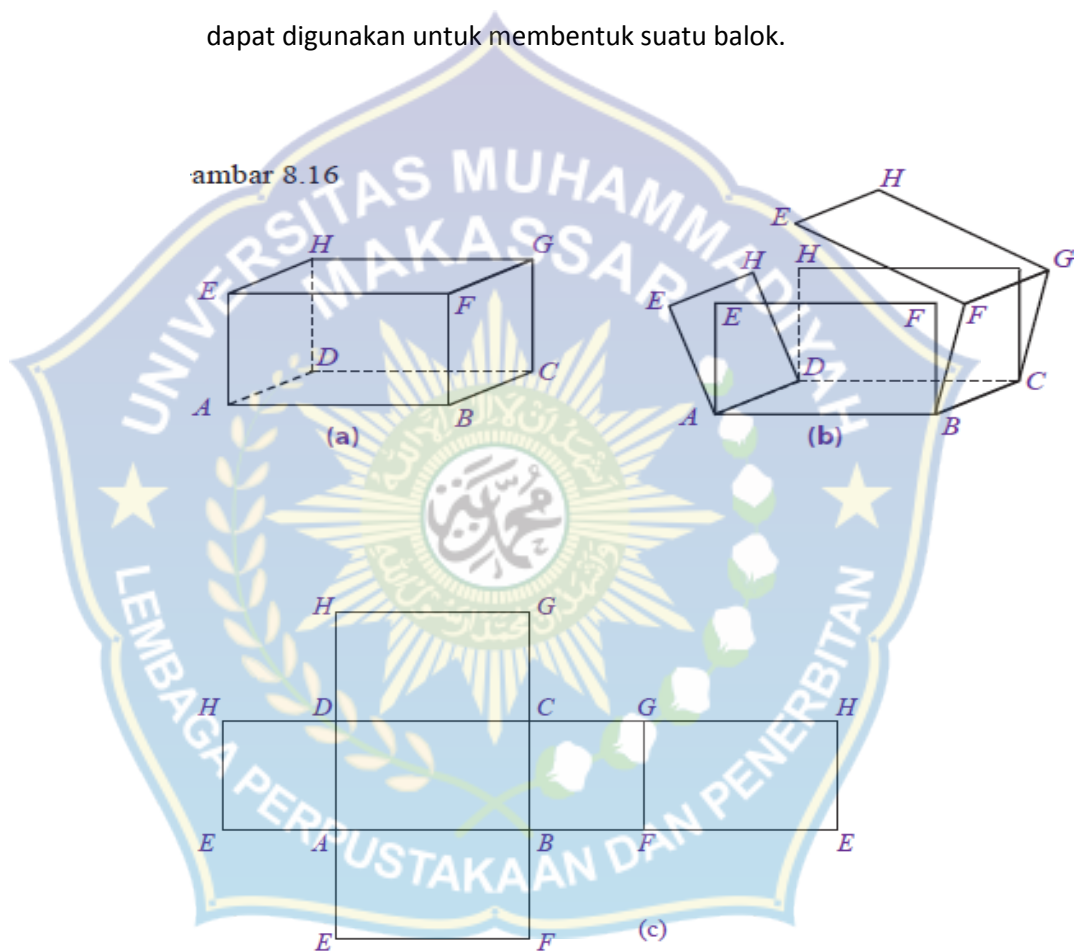 dapat digunakan untuk membentuk suatu balok.
ambar 8.16
UNIVERSITAS MUHAMMADIYAH
MAKASSAR
LEMBAGA PERPUSTAKAAN DAN PENERBITAN
H G
E F
D C
A B
(a)
H
E
H G
H
E E F F
D C
A B
(b)
H G
H D C G H
E A B F E
E F
(c)